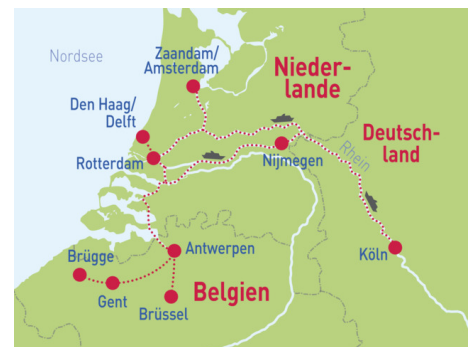 Nordsee
Zaandam/
Amsterdam
Nieder-
lande
Den Haag/
Delft
Deutsch-
land
Rotterdam
Nijmegen
Rhein
Köln
Antwerpen
Brügge
Gent
Brüssel
Belgien